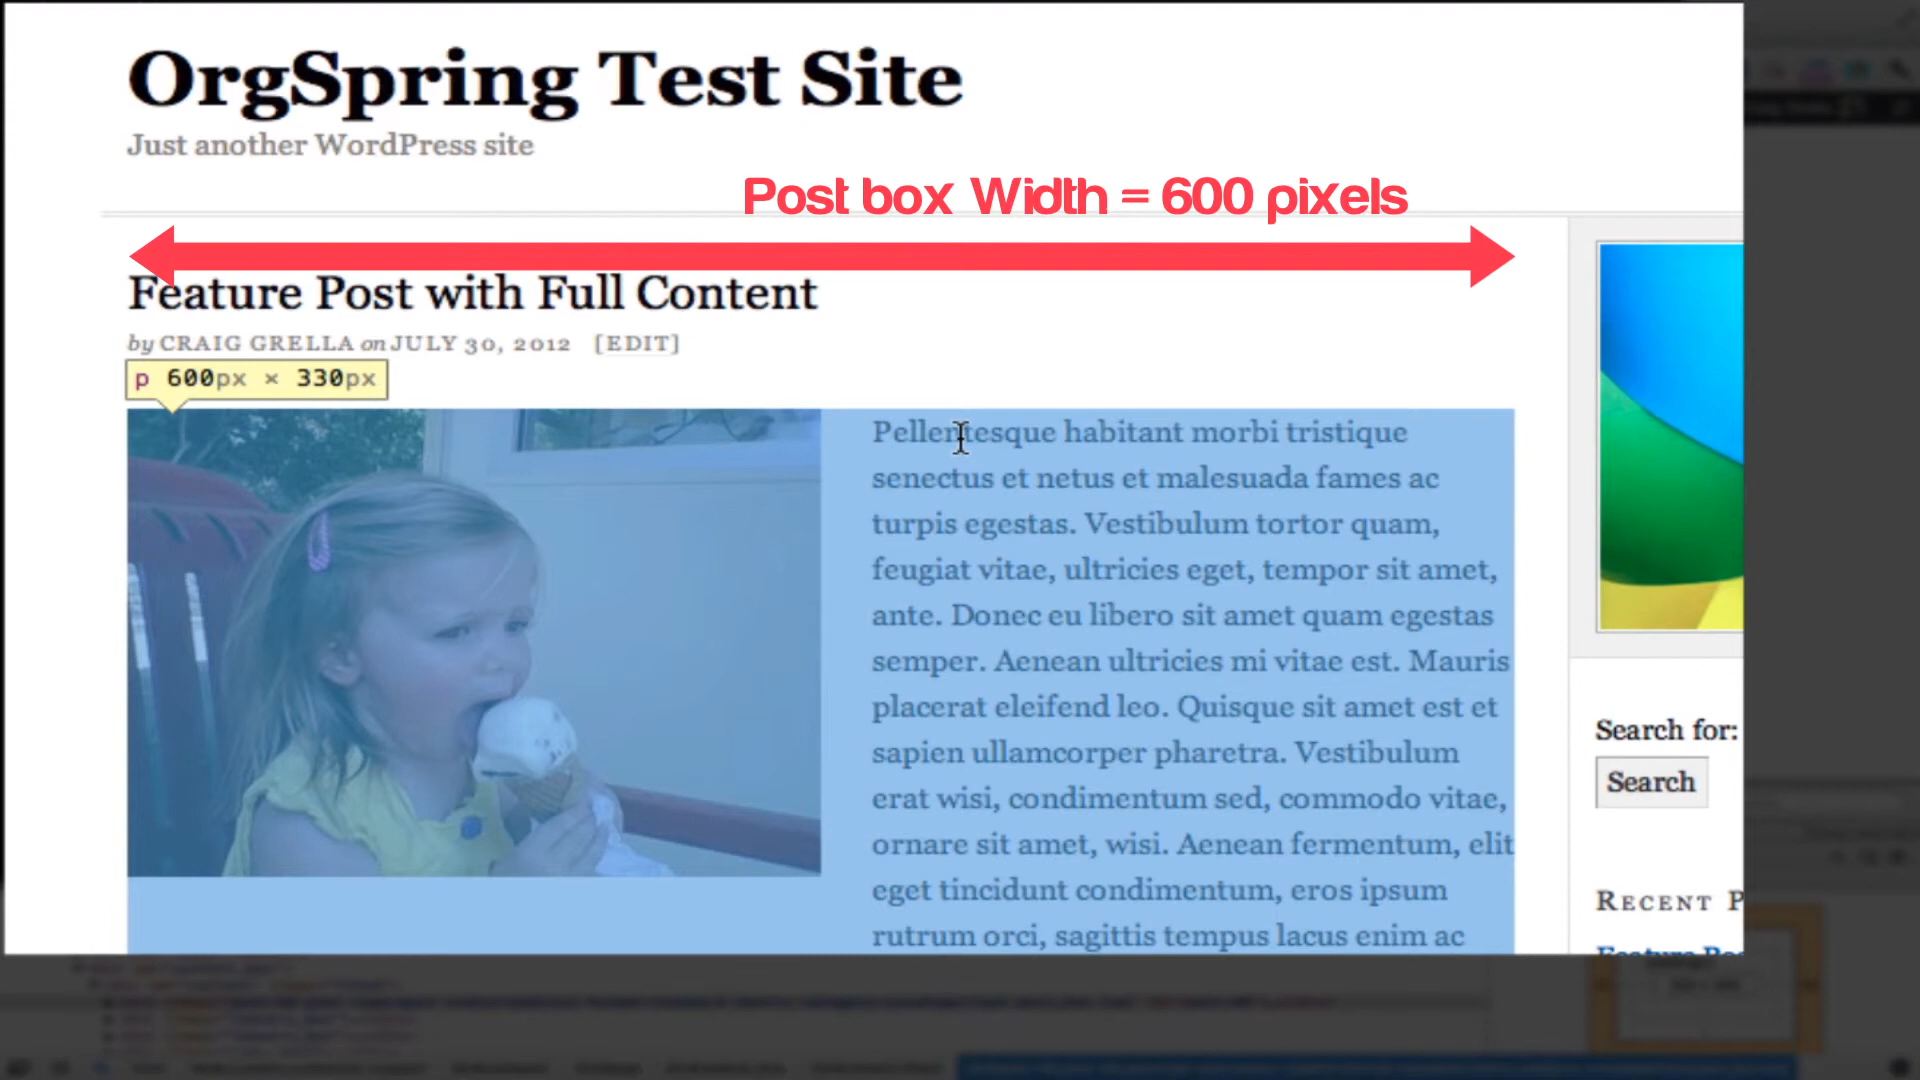 OrgSpring Test Site
Just another WordPress site
Post box Width = 600 pixels
Feature Post with Full Content
by CRAIG GRELLA on JULY 30, 2012 [EDIT]
p 600px × 330px
Pellentesque habitant morbi tristique
senectus et netus et malesuada fames ac
turpis egestas. Vestibulum tortor quam,
feugiat vitae, ultricies eget, tempor sit amet,
ante. Donec eu libero sit amet quam egestas
semper. Aenean ultricies mi vitae est. Mauris
placerat eleifend leo. Quisque sit amet est et
sapien ullamcorper pharetra. Vestibulum
erat wisi, condimentum sed, commodo vitae,
ornare sit amet, wisi. Aenean fermentum, elit
eget tincidunt condimentum, eros ipsum
rutrum orci, sagittis tempus lacus enim ac
Search for:
Search
RECENT P